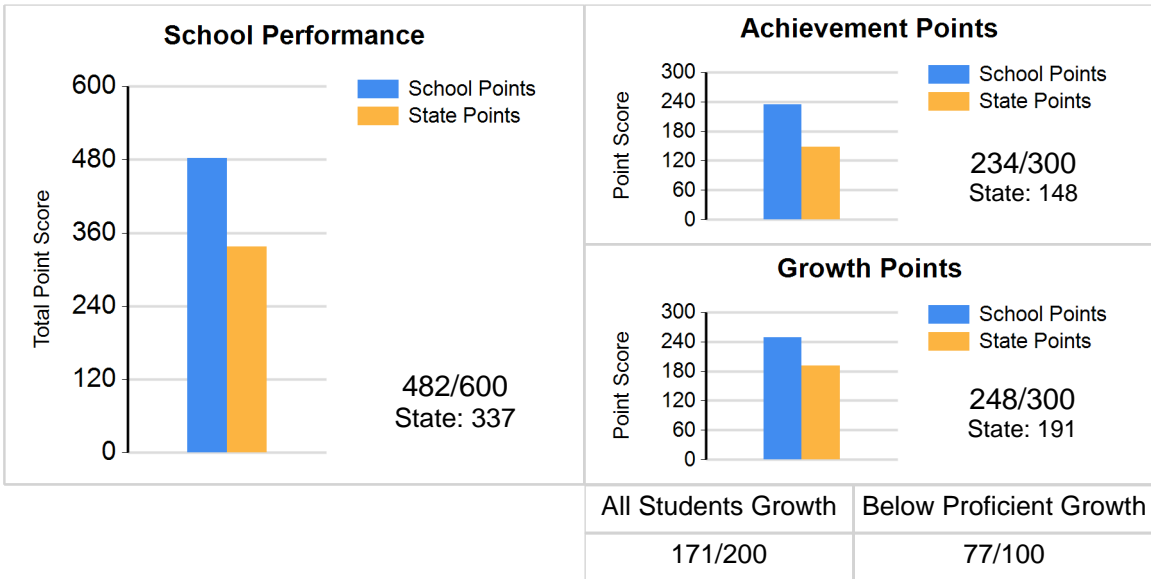 School Performance
Total Point Score
600
480
360
240
120
0
School Points
State Points
482/600
State: 337
Achievement Points
Point Score
300
240
180
120
60
0
School Points
State Points
234/300
State: 148
Growth Points
Point Score
300
240
180
120
60
0
School Points
State Points
248/300
State: 191
All Students Growth Below Proficient Growth
171/200 77/100